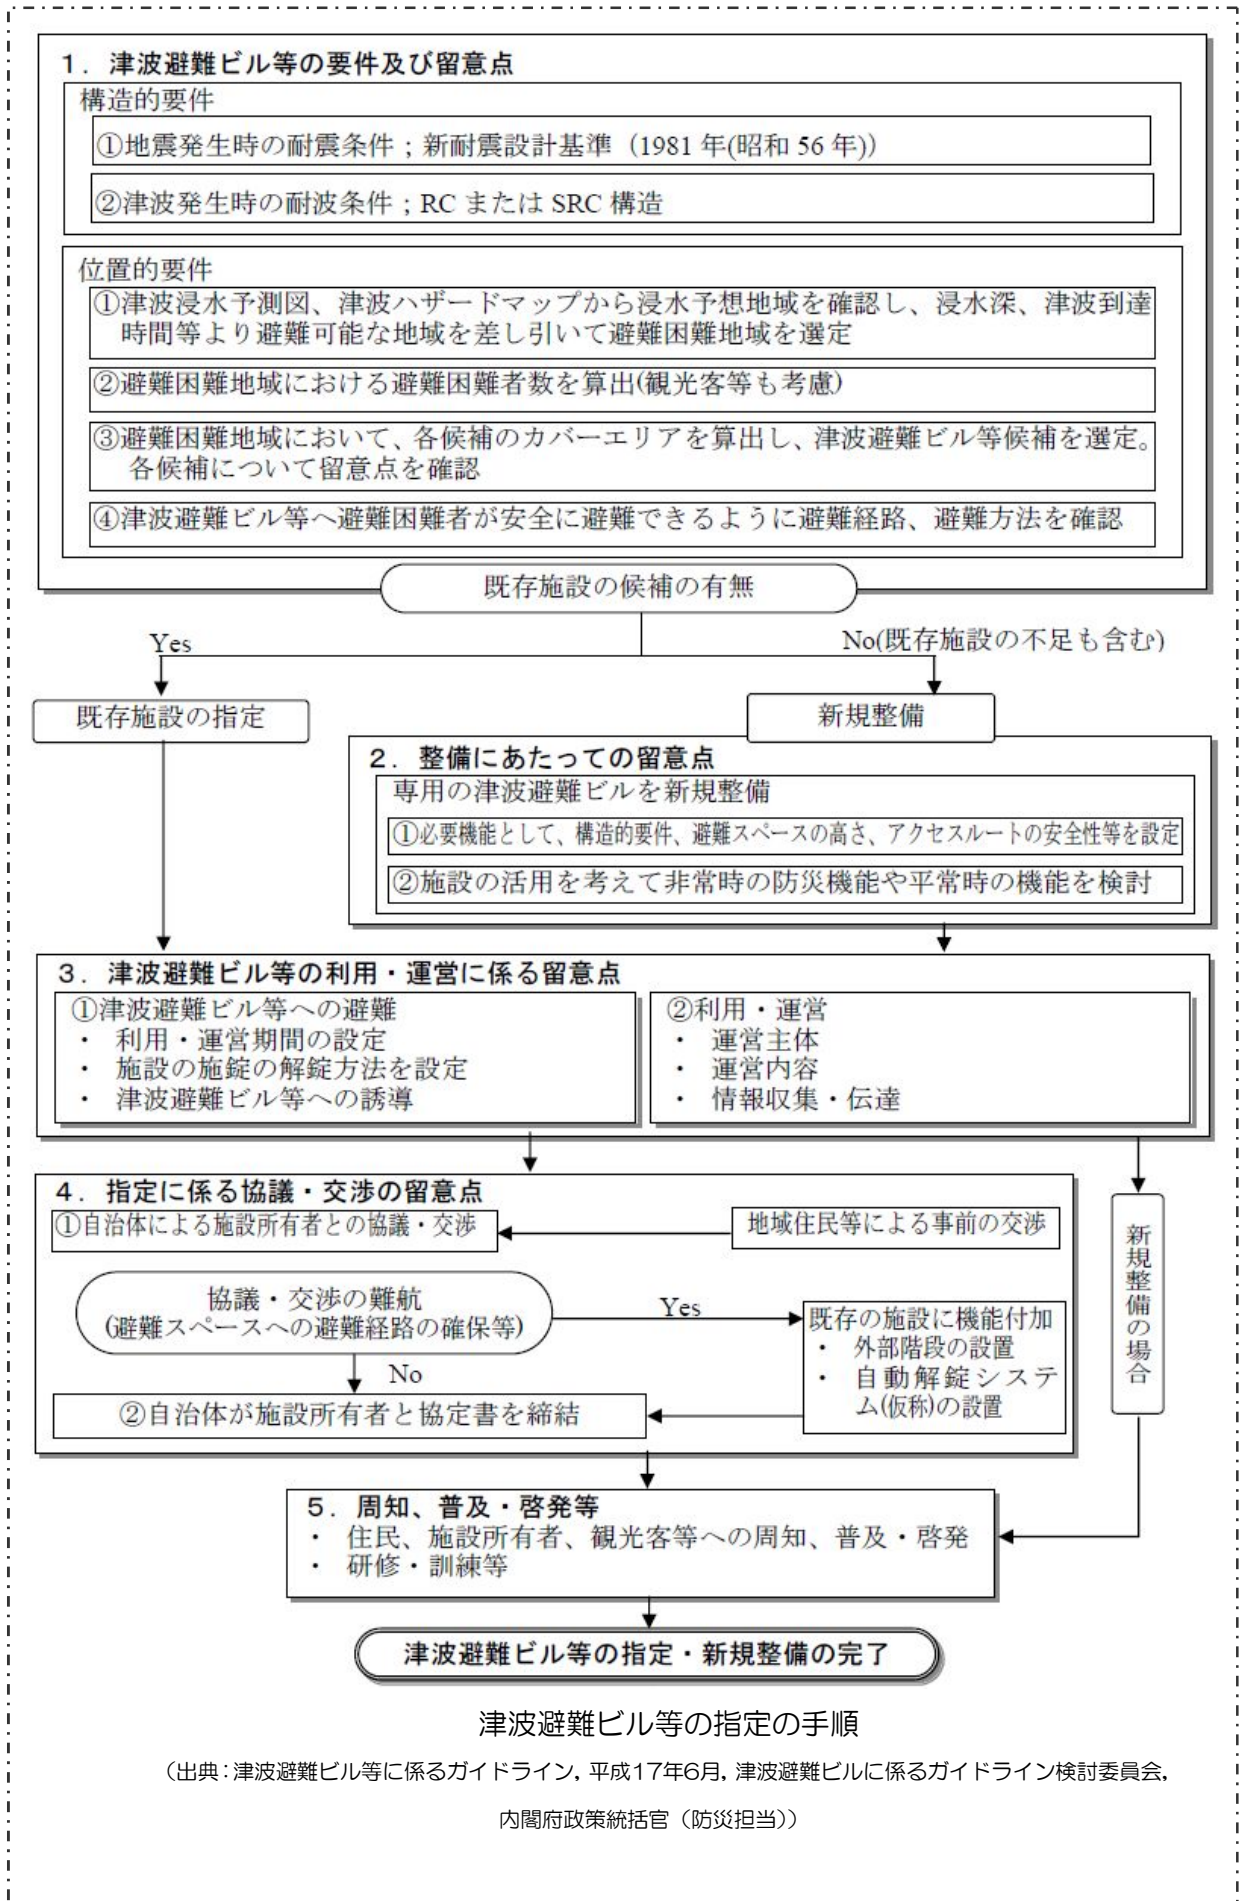 1．津波避難ビル等の要件及び留意点
構造的要件
①地震発生時の耐震条件；新耐震設計基準（1981 年(昭和 56 年)）
②津波発生時の耐波条件；RC または SRC 構造
位置的要件
①津波浸水予測図、津波ハザードマップから浸水予想地域を確認し、浸水深、津波到達
時間等より避難可能な地域を差し引いて避難困難地域を選定
②避難困難地域における避難困難者数を算出(観光客等も考慮)
③避難困難地域において、各候補のカバーエリアを算出し、津波避難ビル等候補を選定。
各候補について留意点を確認
④津波避難ビル等へ避難困難者が安全に避難できるように避難経路、避難方法を確認
既存施設の候補の有無
Yes
No(既存施設の不足も含む)
既存施設の指定
新規整備
2．整備にあたっての留意点
専用の津波避難ビルを新規整備
①必要機能として、構造的要件、避難スペースの高さ、アクセスルートの安全性等を設定
②施設の活用を考えて非常時の防災機能や平常時の機能を検討
3．津波避難ビル等の利用・運営に係る留意点
①津波避難ビル等への避難
・ 利用・運営期間の設定
・ 施設の施錠の解錠方法を設定
・ 津波避難ビル等への誘導
②利用・運営
・ 運営主体
・ 運営内容
・ 情報収集・伝達
4．指定に係る協議・交渉の留意点
①自治体による施設所有者との協議・交渉
地域住民等による事前の交渉
協議・交渉の難航
(避難スペースへの避難経路の確保等)
Yes
No
既存の施設に機能付加
・ 外部階段の設置
・ 自動解錠システ
ム(仮称)の設置
②自治体が施設所有者と協定書を締結
新規整備の場合
5．周知、普及・啓発等
・ 住民、施設所有者、観光客等への周知、普及・啓発
・ 研修・訓練等
津波避難ビル等の指定・新規整備の完了
津波避難ビル等の指定の手順
（出典：津波避難ビル等に係るガイドライン，平成17年6月，津波避難ビルに係るガイドライン検討委員会，
内閣府政策統括官（防災担当））